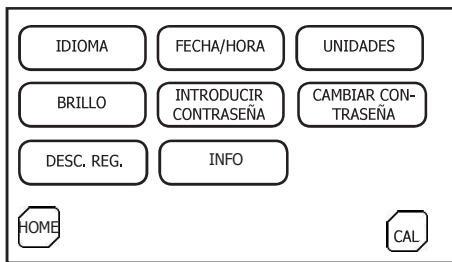 IDIOMA
FECHA/HORA
UNIDADES
BRILLO
INTRODUCIR
CONTRASEÑA
CAMBIAR CON-
TRASEÑA
DESC. REG.
INFO
HOME
CAL